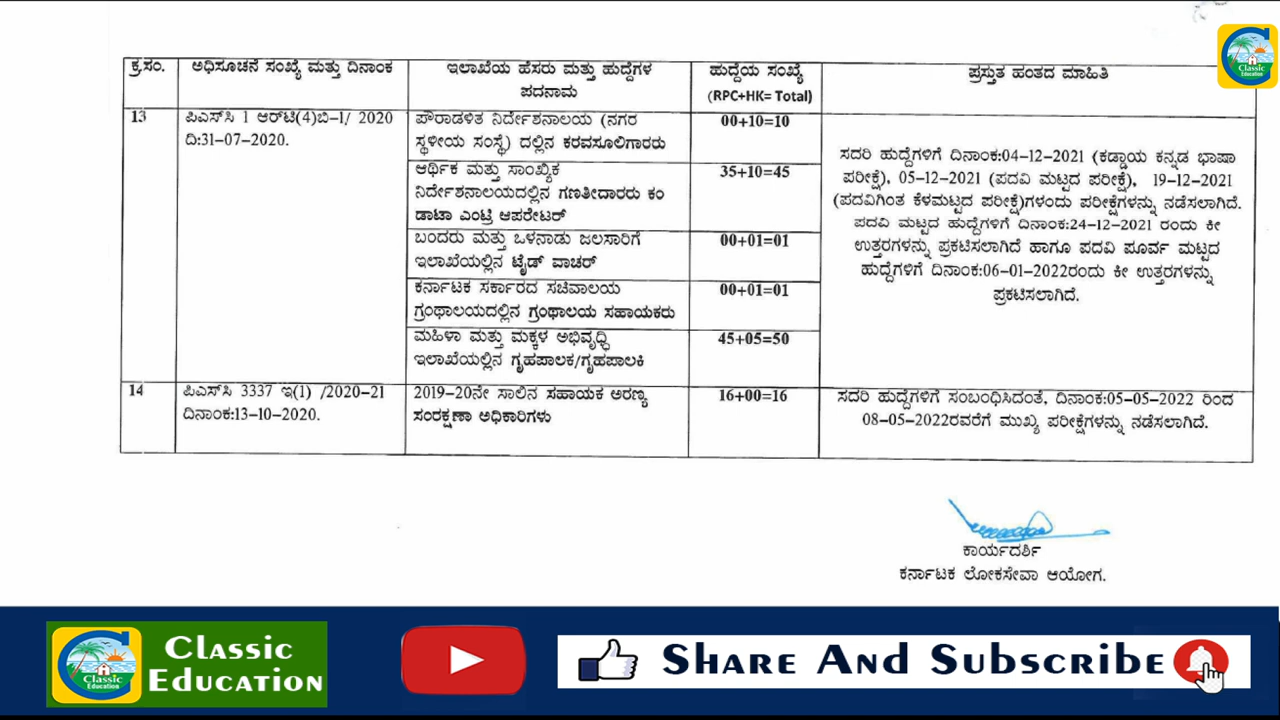 ಕ್ರ.ಸಂ.
ಅಧಿಸೂಚನೆ ಸಂಖ್ಯೆ ಮತ್ತು ದಿನಾಂಕ
ಇಲಾಖೆಯ ಹೆಸರು ಮತ್ತು ಹುದ್ದೆಗಳ
ಪದನಾಮ
ಹುದ್ದೆಯ ಸಂಖ್ಯೆ
(RPC+HK= Total)
ಪ್ರಸ್ತುತ ಹಂತದ ಮಾಹಿತಿ
Classic
Education
13
ಪಿಎಸ್‌ಸಿ 1 ಆರ್‌ಟಿ(4)ಬಿ-I/ 2020
ದಿ:31-07-2020.
ಪೌರಾಡಳಿತ ನಿರ್ದೇಶನಾಲಯ (ನಗರ
ಸ್ಥಳೀಯ ಸಂಸ್ಥೆ) ದಲ್ಲಿನ ಕರವಸೂಲಿಗಾರರು
00+10=10
ಆರ್ಥಿಕ ಮತ್ತು ಸಾಂಖ್ಯಿಕ
ನಿರ್ದೇಶನಾಲಯದಲ್ಲಿನ ಗಣತೀದಾರರು ಕಂ
ಡಾಟಾ ಎಂಟ್ರಿ ಆಪರೇಟರ್
35+10=45
ಬಂದರು ಮತ್ತು ಒಳನಾಡು ಜಲಸಾರಿಗೆ
ಇಲಾಖೆಯಲ್ಲಿನ ಟೈಡ್ ವಾಚರ್
00+01=01
ಕರ್ನಾಟಕ ಸರ್ಕಾರದ ಸಚಿವಾಲಯ
ಗ್ರಂಥಾಲಯದಲ್ಲಿನ ಗ್ರಂಥಾಲಯ ಸಹಾಯಕರು
00+01=01
ಮಹಿಳಾ ಮತ್ತು ಮಕ್ಕಳ ಅಭಿವೃದ್ಧಿ
ಇಲಾಖೆಯಲ್ಲಿನ ಗೃಹಪಾಲಕ/ಗೃಹಪಾಲಕಿ
45+05=50
ಸದರಿ ಹುದ್ದೆಗಳಿಗೆ ದಿನಾಂಕ:04-12-2021 (ಕಡ್ಡಾಯ ಕನ್ನಡ ಭಾಷಾ
ಪರೀಕ್ಷೆ), 05-12-2021 (ಪದವಿ ಮಟ್ಟದ ಪರೀಕ್ಷೆ), 19-12-2021
(ಪದವಿಗಿಂತ ಕೆಳಮಟ್ಟದ ಪರೀಕ್ಷೆ)ಗಳಂದು ಪರೀಕ್ಷೆಗಳನ್ನು ನಡೆಸಲಾಗಿದೆ.
ಪದವಿ ಮಟ್ಟದ ಹುದ್ದೆಗಳಿಗೆ ದಿನಾಂಕ:24-12-2021 ರಂದು ಕೀ
ಉತ್ತರಗಳನ್ನು ಪ್ರಕಟಿಸಲಾಗಿದೆ ಹಾಗೂ ಪದವಿ ಪೂರ್ವ ಮಟ್ಟದ
ಹುದ್ದೆಗಳಿಗೆ ದಿನಾಂಕ:06-01-2022ರಂದು ಕೀ ಉತ್ತರಗಳನ್ನು
ಪ್ರಕಟಿಸಲಾಗಿದೆ.
14
ಪಿಎಸ್‌ಸಿ 3337 ಇ(1) /2020-21
ದಿನಾಂಕ:13-10-2020.
2019-20ನೇ ಸಾಲಿನ ಸಹಾಯಕ ಅರಣ್ಯ
ಸಂರಕ್ಷಣಾ ಅಧಿಕಾರಿಗಳು
16+00=16
ಸದರಿ ಹುದ್ದೆಗಳಿಗೆ ಸಂಬಂಧಿಸಿದಂತೆ, ದಿನಾಂಕ:05-05-2022 ರಿಂದ
08-05-2022ರವರೆಗೆ ಮುಖ್ಯ ಪರೀಕ್ಷೆಗಳನ್ನು ನಡೆಸಲಾಗಿದೆ.
ಕಾರ್ಯದರ್ಶಿ
ಕರ್ನಾಟಕ ಲೋಕಸೇವಾ ಆಯೋಗ.
Classic
Education
Classic
Education
Share And Subscribe